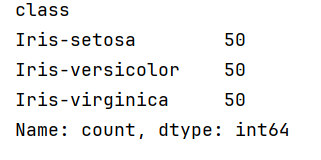 class
Iris-setosa        50
Iris-versicolor    50
Iris-virginica     50
Name: count, dtype: int64